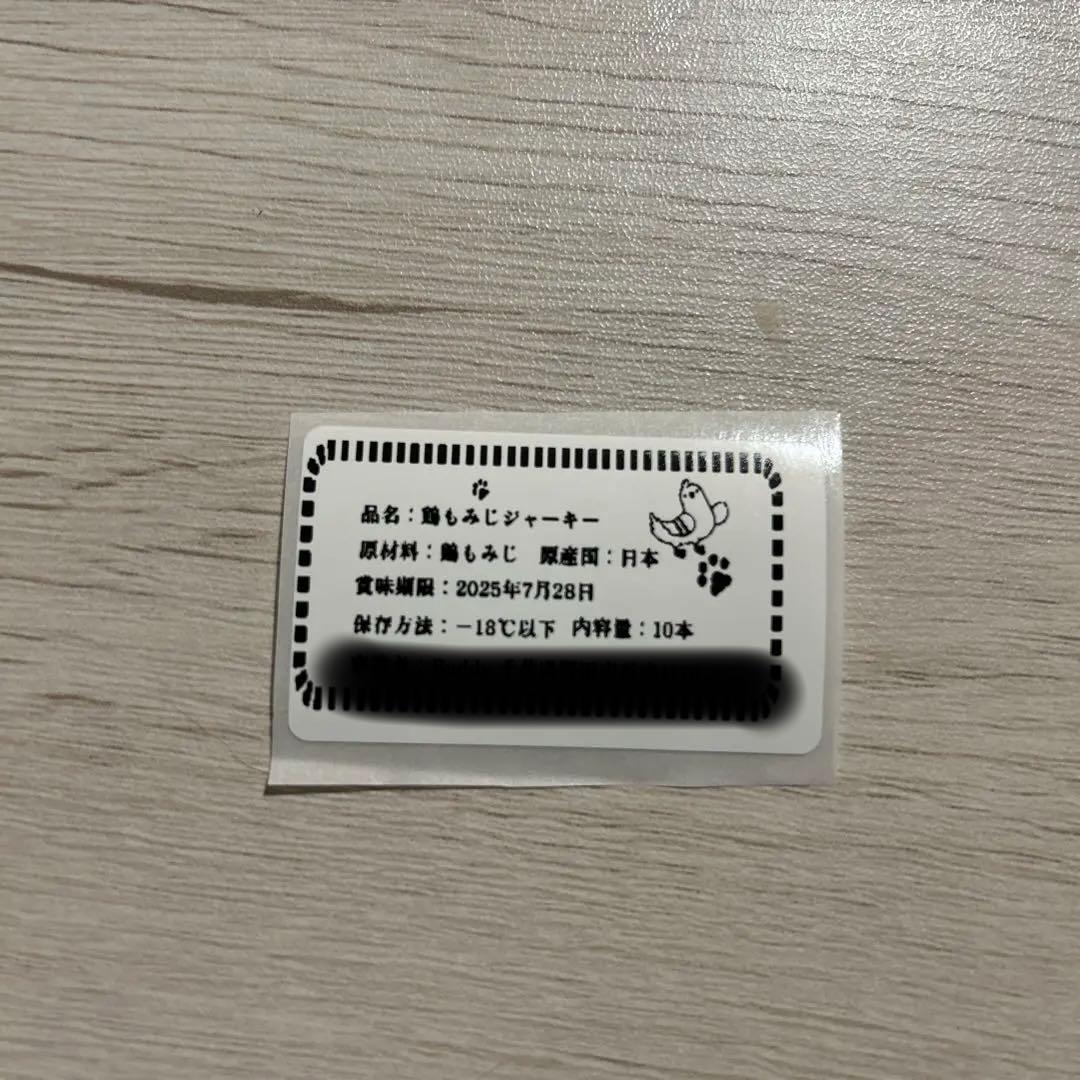 品名：鶏もみじジャーキー
原材料：鶏もみじ 原産国：日本
賞味期限：2025年7月28日
保存方法：－18℃以下 内容量：10本